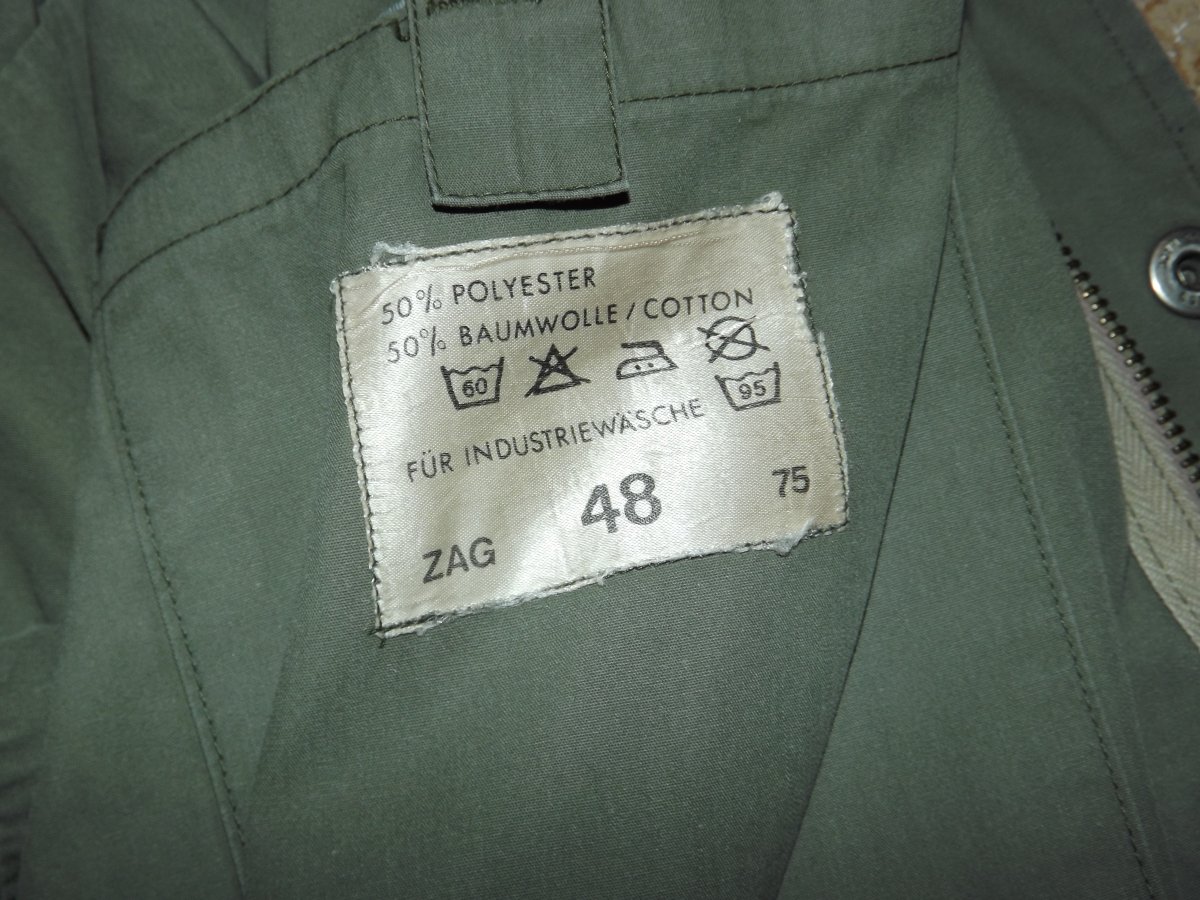 50% POLYESTER
50% BAUMWOLLE / COTTON
60
95
FÜR INDUSTRIEWÄSCHE
48
75
ZAG